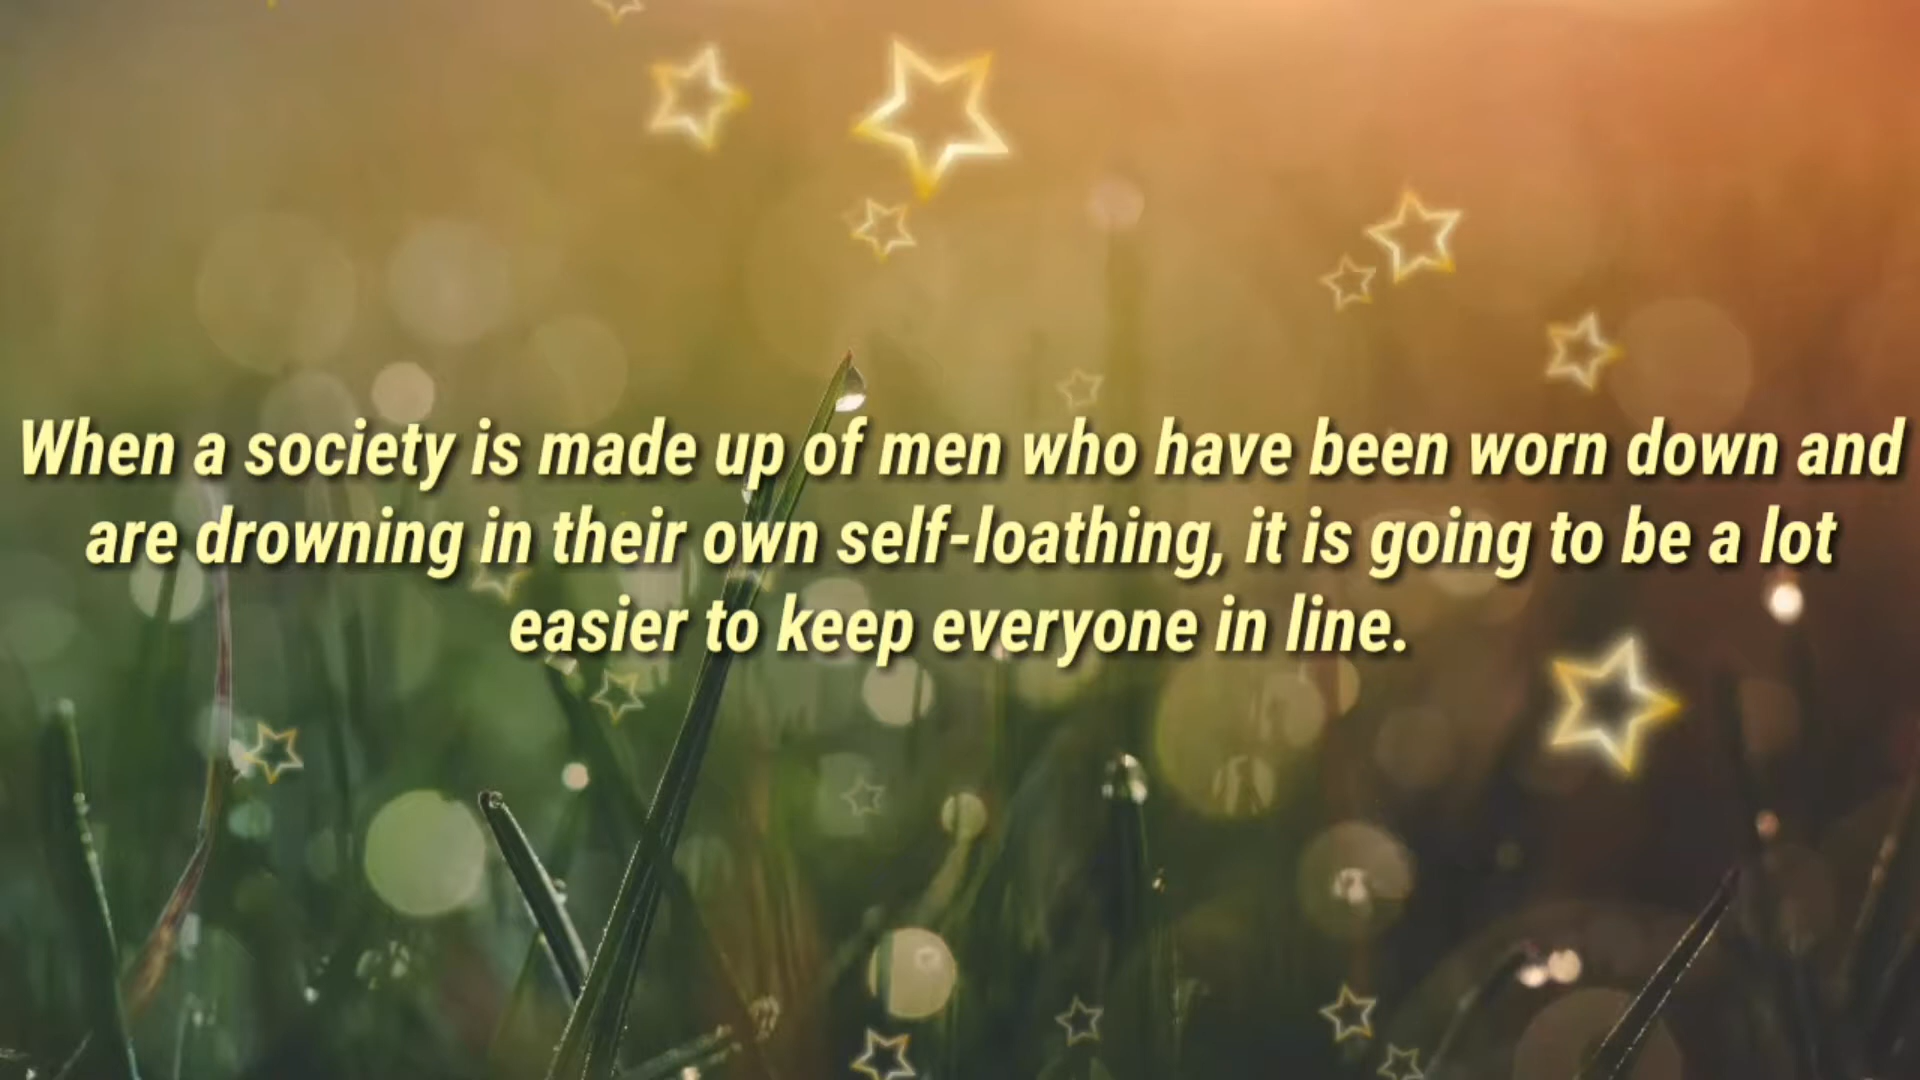 When a society is made up of men who have been worn down and
are drowning in their own self-loathing, it is going to be a lot
easier to keep everyone in line.